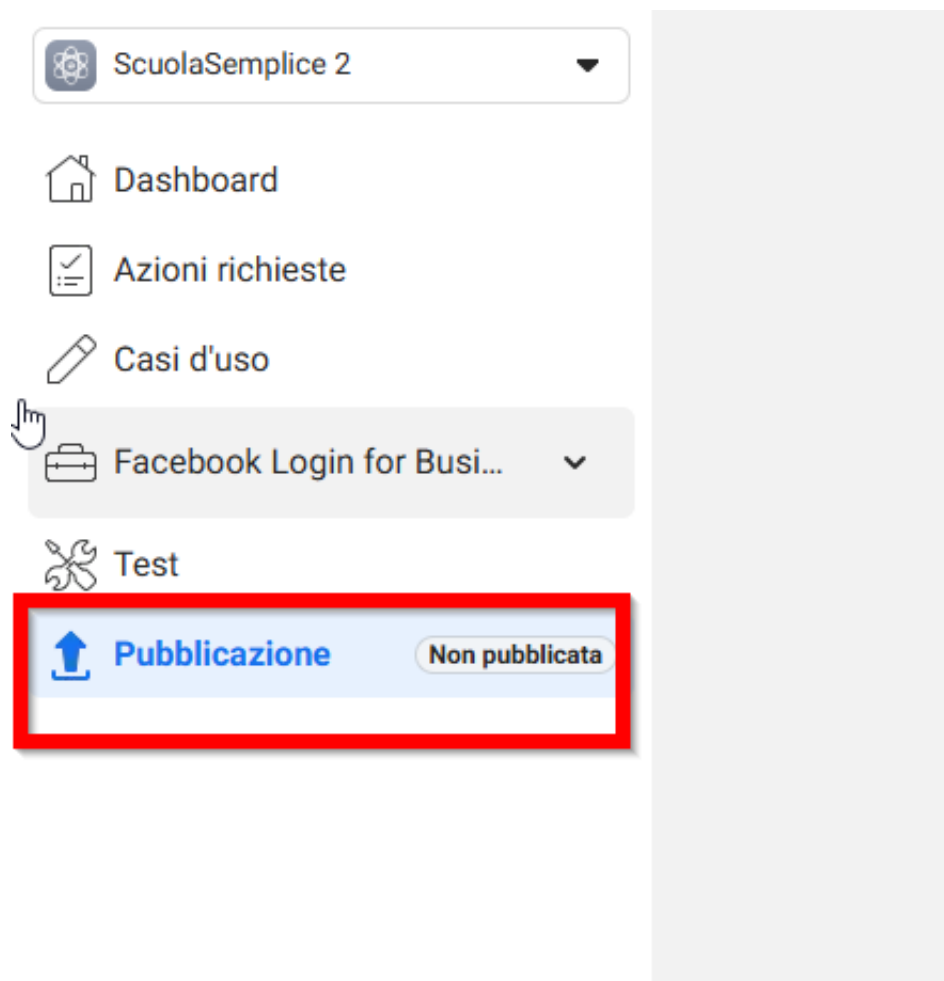 ScuolaSemplice 2
Dashboard
Azioni richieste
Casi d'uso
Facebook Login for Busi...
Test
Pubblicazione Non pubblicata